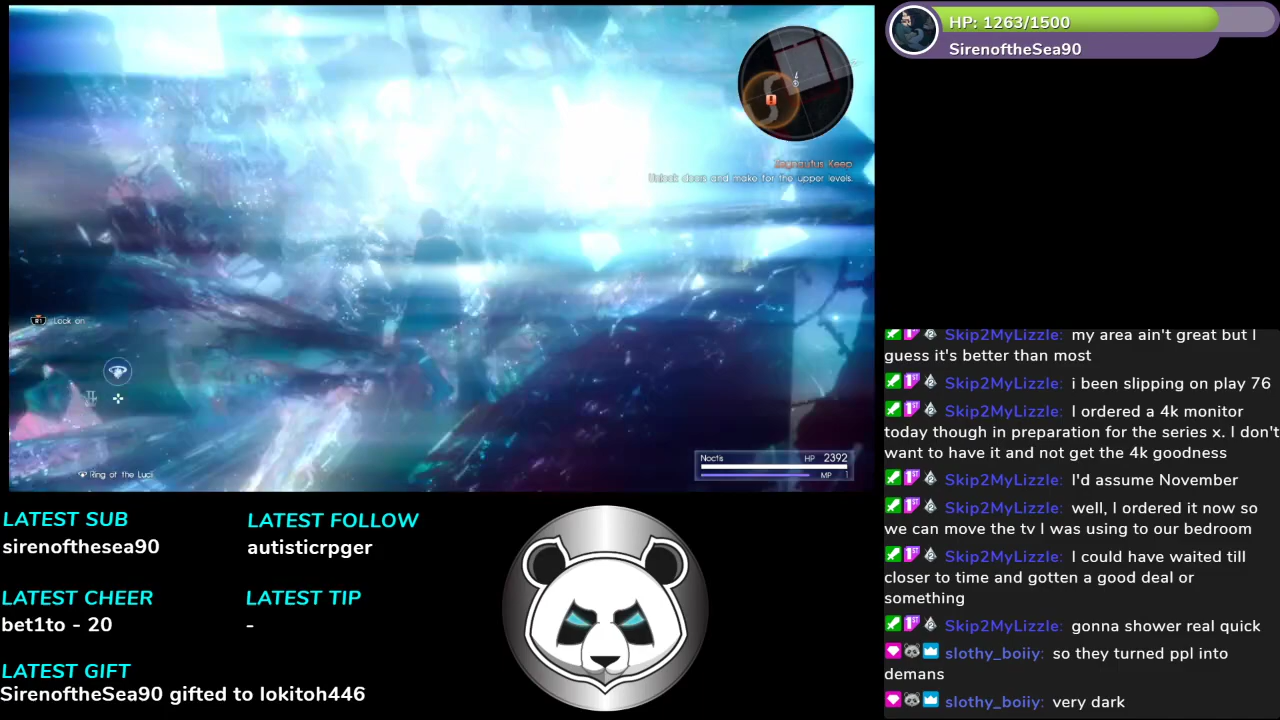 HP: 1263/1500
SirenoftheSea90
Keep
Unlock doors and make for the upper levels.
R1 Lock on
Ring of the Lucii
Noctis HP 2392
MP 1
LATEST SUB
sirenofthesea90
LATEST FOLLOW
autisticrpger
LATEST CHEER
bet1to - 20
LATEST TIP
-
LATEST GIFT
SirenoftheSea90 gifted to lokitoh446
Skip2MyLizzle: my area ain't great but I
guess it's better than most
Skip2MyLizzle: i been slipping on play 76
Skip2MyLizzle: I ordered a 4k monitor
today though in preparation for the series x. I don't
want to have it and not get the 4k goodness
Skip2MyLizzle: I'd assume November
Skip2MyLizzle: well, I ordered it now so
we can move the tv I was using to our bedroom
Skip2MyLizzle: I could have waited till
closer to time and gotten a good deal or
something
Skip2MyLizzle: gonna shower real quick
slothy_boiiy: so they turned ppl into
demans
slothy_boiiy: very dark